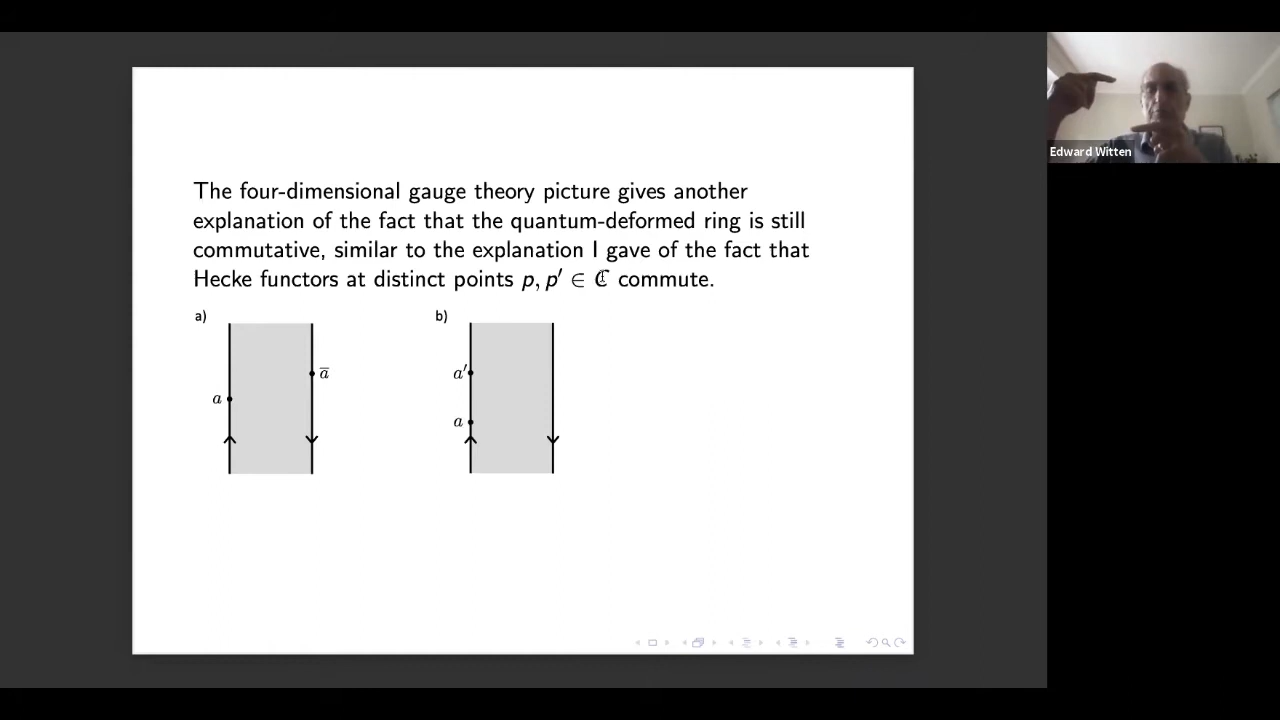 The four-dimensional gauge theory picture gives another
explanation of the fact that the quantum-deformed ring is still
commutative, similar to the explanation I gave of the fact that
Hecke functors at distinct points p, p′ ∈ C commute.
a)
b)
a
ā
a′
a
Edward Witten